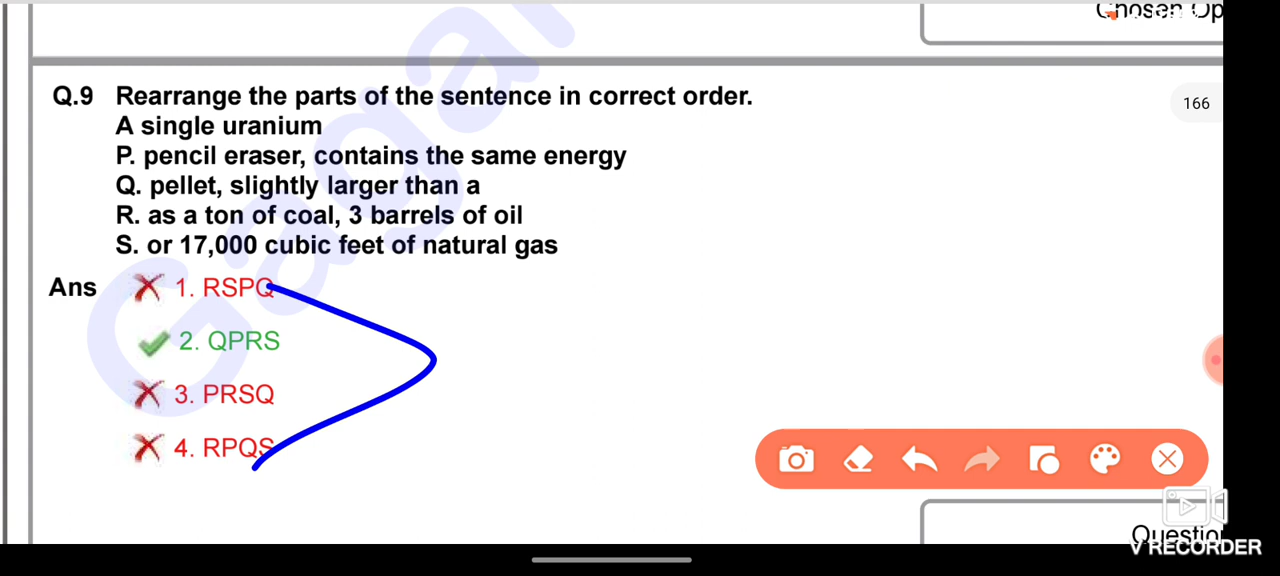 Chosen Op
Q.9 Rearrange the parts of the sentence in correct order.
A single uranium
166
P. pencil eraser, contains the same energy
Q. pellet, slightly larger than a
R. as a ton of coal, 3 barrels of oil
S. or 17,000 cubic feet of natural gas
Ans
1. RSPQ
2. QPRS
3. PRSQ
4. RPQS
Questio
V RECORDER
Gagan